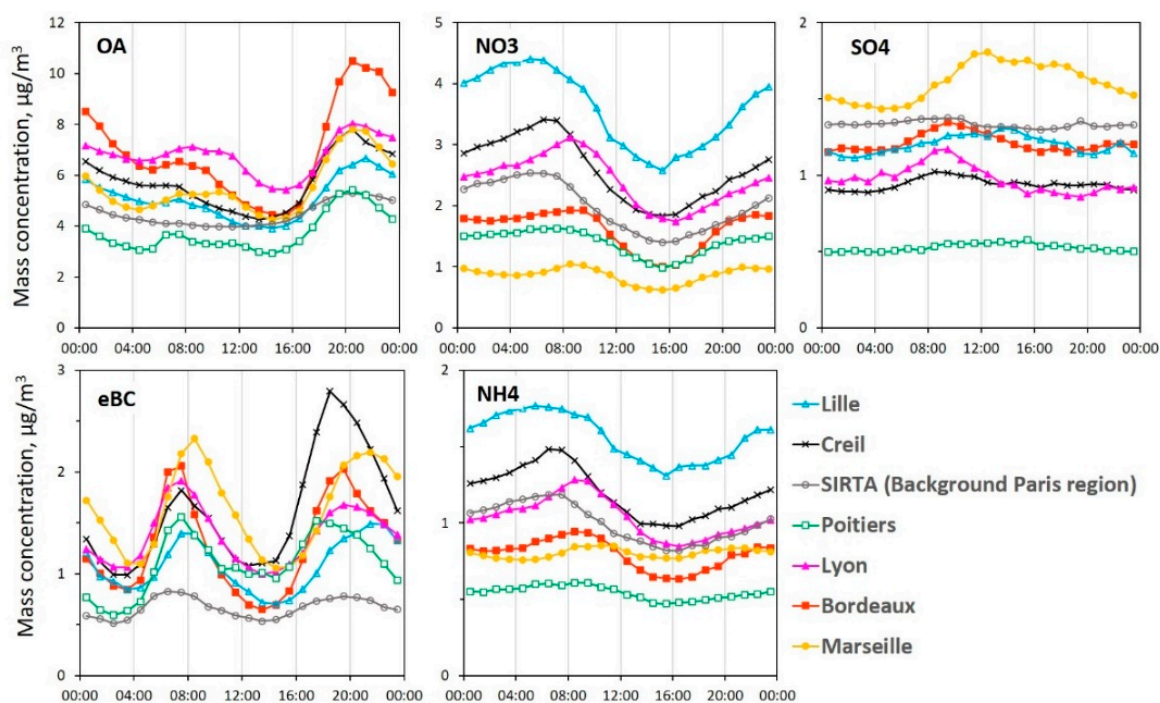 OA
NO3
SO4
Mass concentration, µg/m³
12
10
8
6
4
2
0
00:00 04:00 08:00 12:00 16:00 20:00 00:00
5
4
3
2
1
0
00:00 04:00 08:00 12:00 16:00 20:00 00:00
2
1
0
00:00 04:00 08:00 12:00 16:00 20:00 00:00
eBC
NH4
Mass concentration, µg/m³
3
2
1
0
00:00 04:00 08:00 12:00 16:00 20:00 00:00
2
1
0
00:00 04:00 08:00 12:00 16:00 20:00 00:00
Lille
Creil
SIRTA (Background Paris region)
Poitiers
Lyon
Bordeaux
Marseille